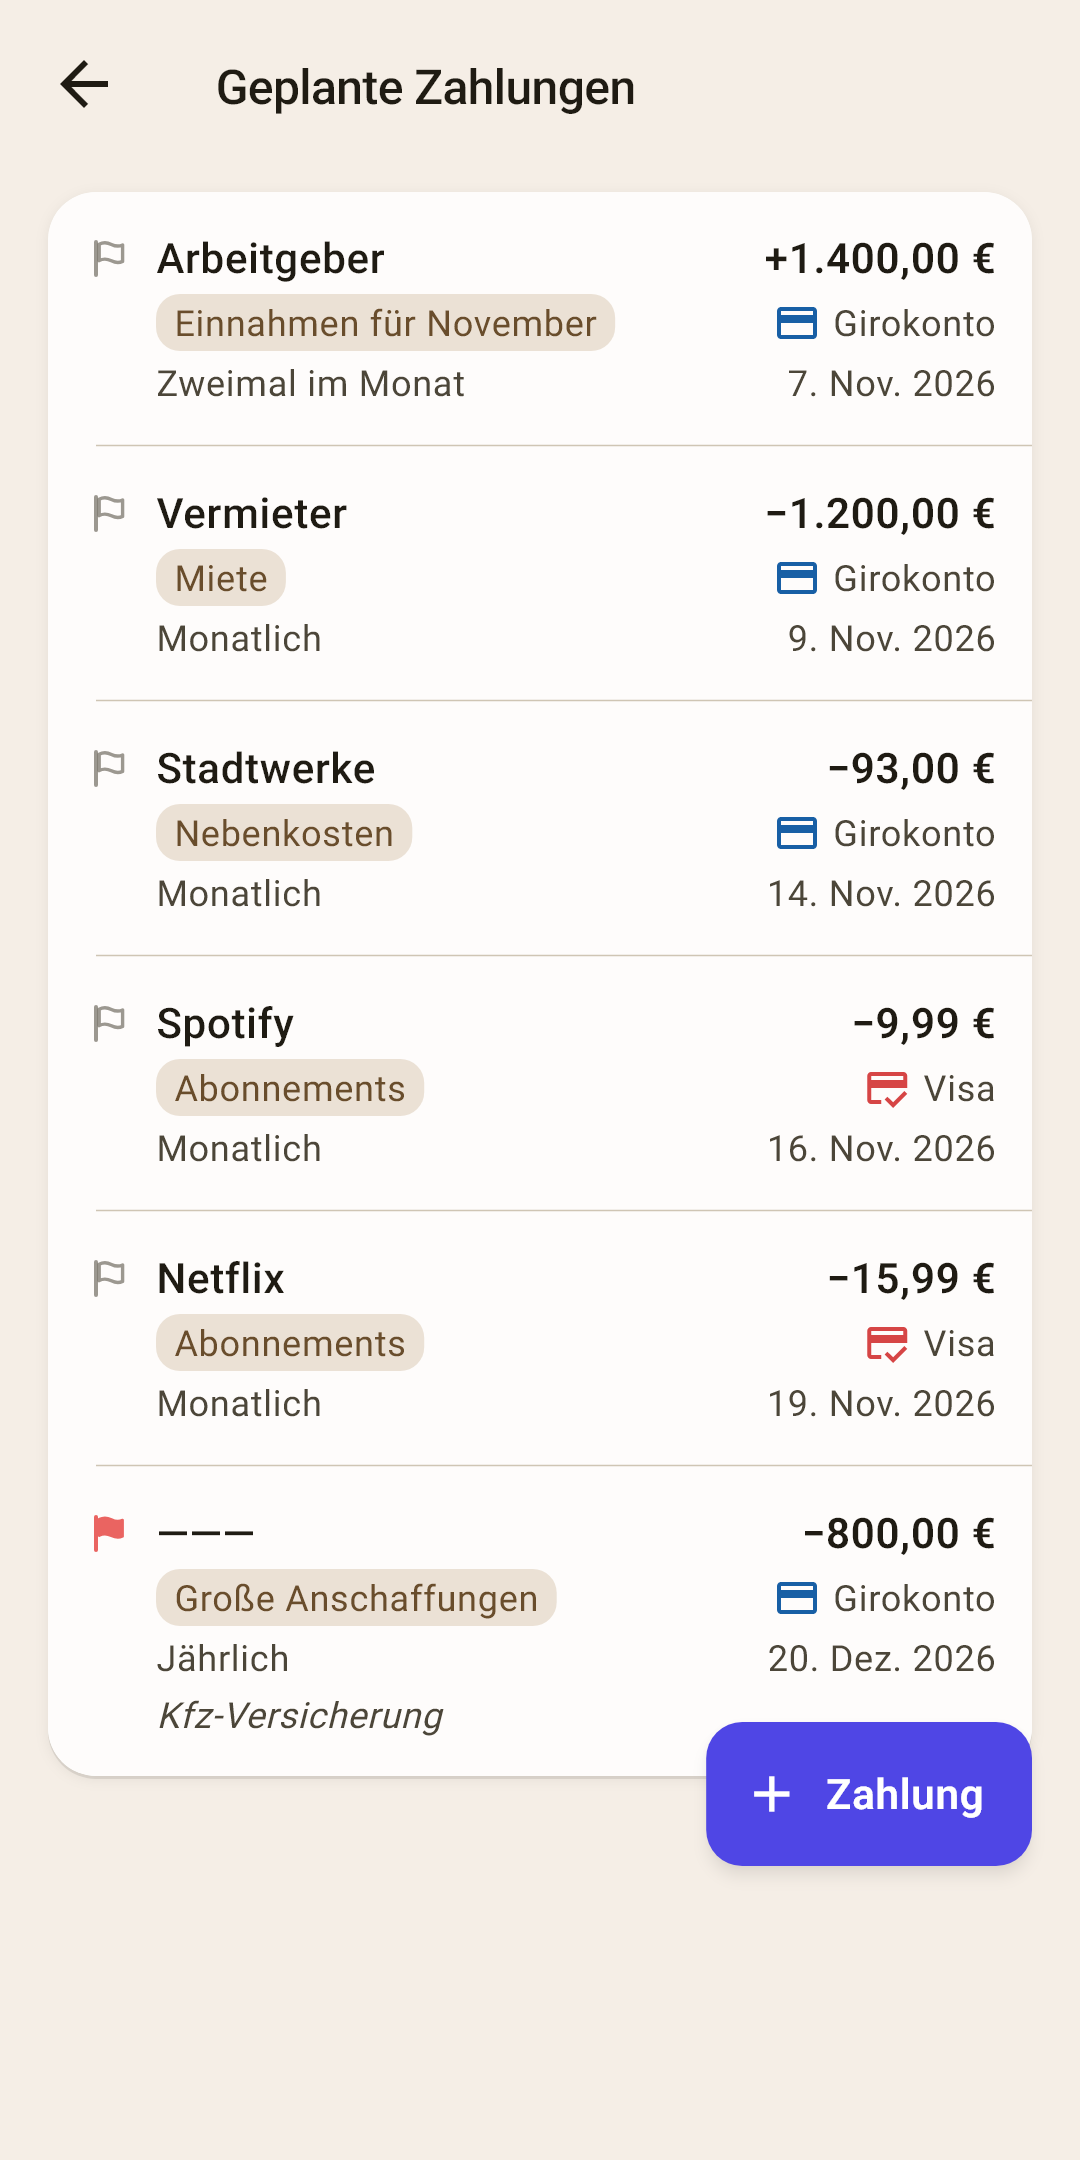 Geplante Zahlungen
Arbeitgeber +1.400,00 €
Einnahmen für November Girokonto
Zweimal im Monat 7. Nov. 2026
Vermieter −1.200,00 €
Miete Girokonto
Monatlich 9. Nov. 2026
Stadtwerke −93,00 €
Nebenkosten Girokonto
Monatlich 14. Nov. 2026
Spotify −9,99 €
Abonnements Visa
Monatlich 16. Nov. 2026
Netflix −15,99 €
Abonnements Visa
Monatlich 19. Nov. 2026
——— −800,00 €
Große Anschaffungen Girokonto
Jährlich 20. Dez. 2026
Kfz-Versicherung
+ Zahlung